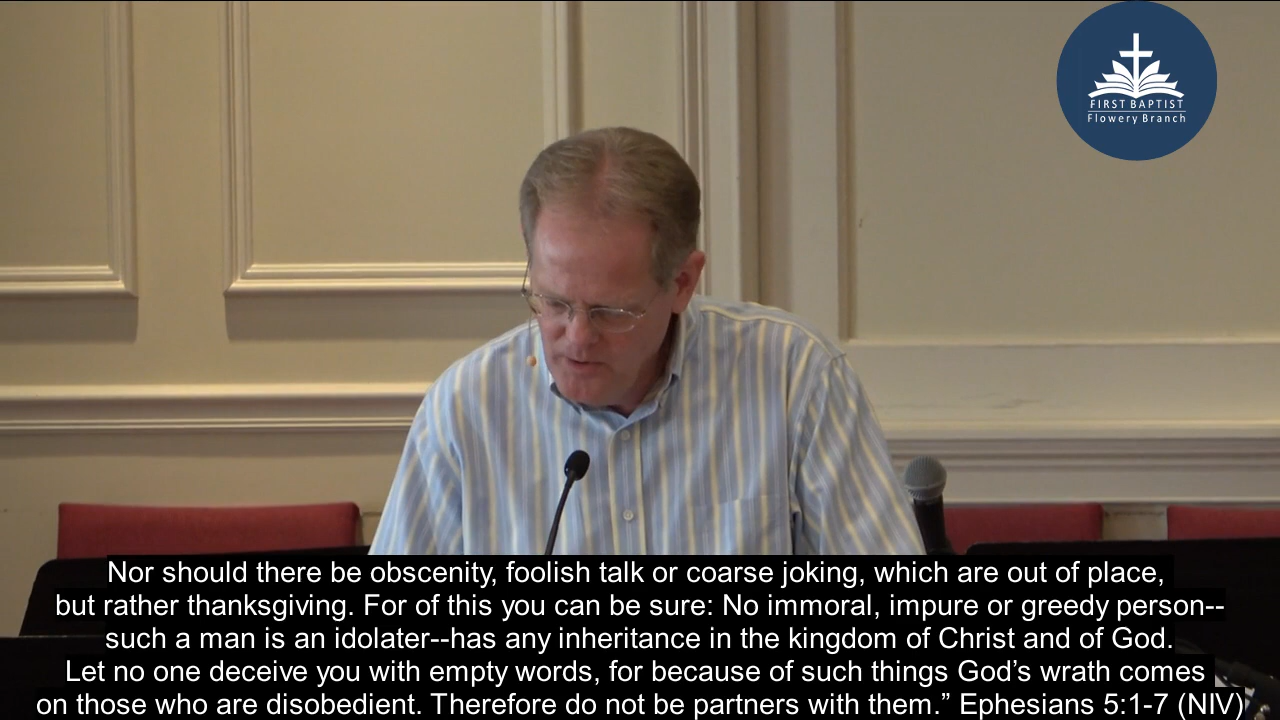 FIRST BAPTIST
Flowery Branch
Nor should there be obscenity, foolish talk or coarse joking, which are out of place,
but rather thanksgiving. For of this you can be sure: No immoral, impure or greedy person--
such a man is an idolater--has any inheritance in the kingdom of Christ and of God.
Let no one deceive you with empty words, for because of such things God’s wrath comes
on those who are disobedient. Therefore do not be partners with them.” Ephesians 5:1-7 (NIV)